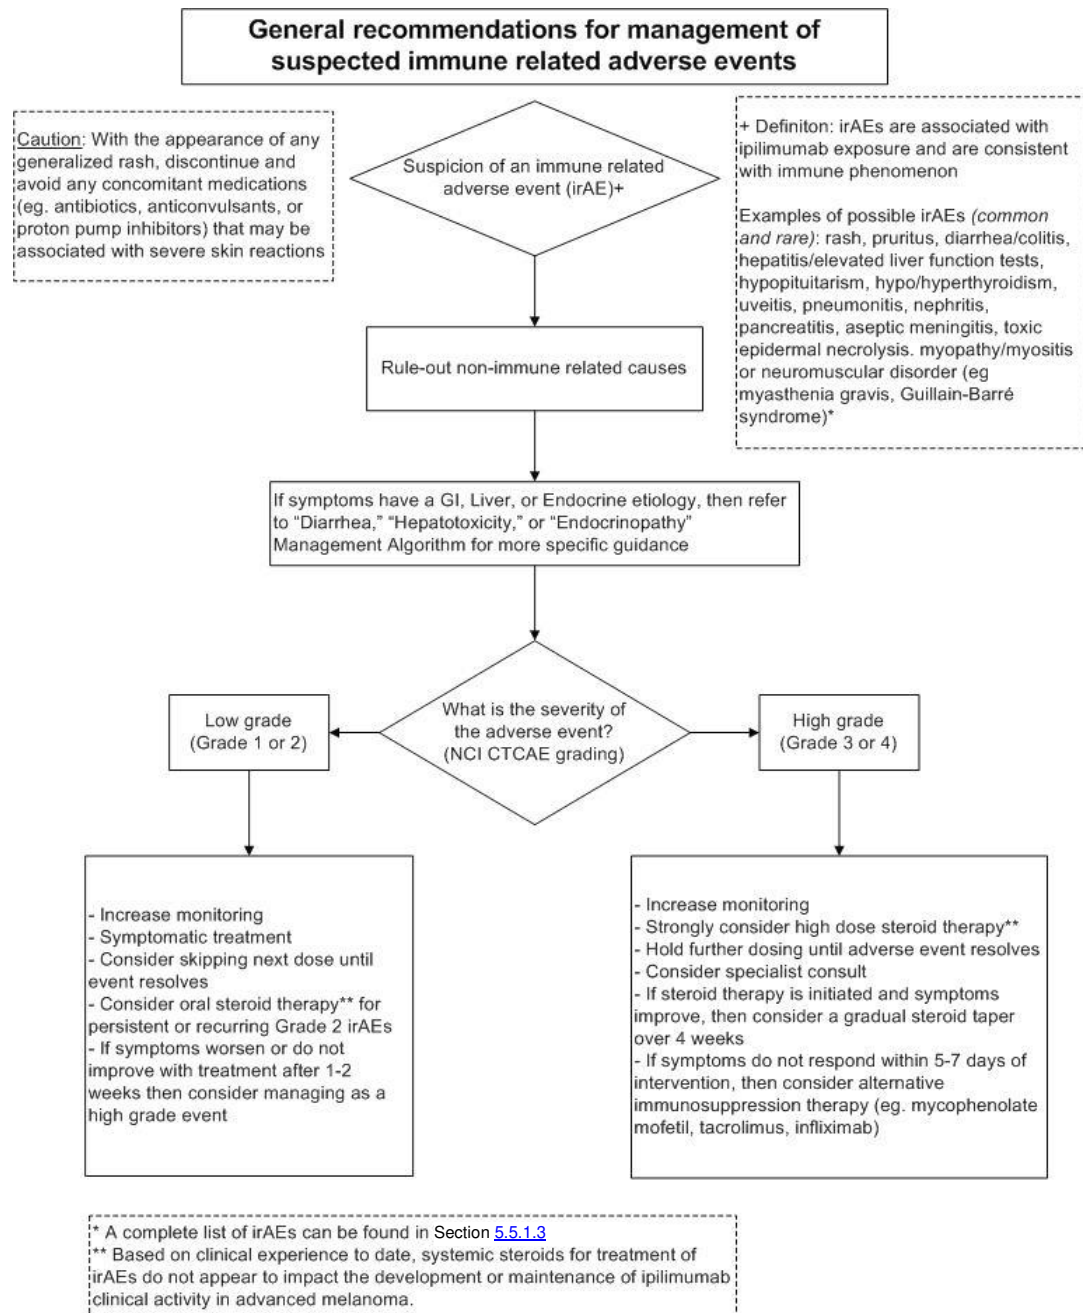 General recommendations for management of
suspected immune related adverse events
Caution: With the appearance of any
generalized rash, discontinue and
avoid any concomitant medications
(eg. antibiotics, anticonvulsants, or
proton pump inhibitors) that may be
associated with severe skin reactions
Suspicion of an immune related
adverse event (irAE)+
+ Definiton: irAEs are associated with
ipilimumab exposure and are consistent
with immune phenomenon
Examples of possible irAEs (common
and rare): rash, pruritus, diarrhea/colitis,
hepatitis/elevated liver function tests,
hypopituitarism, hypo/hyperthyroidism,
uveitis, pneumonitis, nephritis,
pancreatitis, aseptic meningitis, toxic
epidermal necrolysis. myopathy/myositis
or neuromuscular disorder (eg
myasthenia gravis, Guillain-Barré
syndrome)*
Rule-out non-immune related causes
If symptoms have a GI, Liver, or Endocrine etiology, then refer
to “Diarrhea,” “Hepatotoxicity,” or “Endocrinopathy”
Management Algorithm for more specific guidance
What is the severity of
the adverse event?
(NCI CTCAE grading)
Low grade
(Grade 1 or 2)
High grade
(Grade 3 or 4)
- Increase monitoring
- Symptomatic treatment
- Consider skipping next dose until
event resolves
- Consider oral steroid therapy** for
persistent or recurring Grade 2 irAEs
- If symptoms worsen or do not
improve with treatment after 1-2
weeks then consider managing as a
high grade event
- Increase monitoring
- Strongly consider high dose steroid therapy**
- Hold further dosing until adverse event resolves
- Consider specialist consult
- If steroid therapy is initiated and symptoms
improve, then consider a gradual steroid taper
over 4 weeks
- If symptoms do not respond within 5-7 days of
intervention, then consider alternative
immunosuppression therapy (eg. mycophenolate
mofetil, tacrolimus, infliximab)
* A complete list of irAEs can be found in Section 5.5.1.3
** Based on clinical experience to date, systemic steroids for treatment of
irAEs do not appear to impact the development or maintenance of ipilimumab
clinical activity in advanced melanoma.